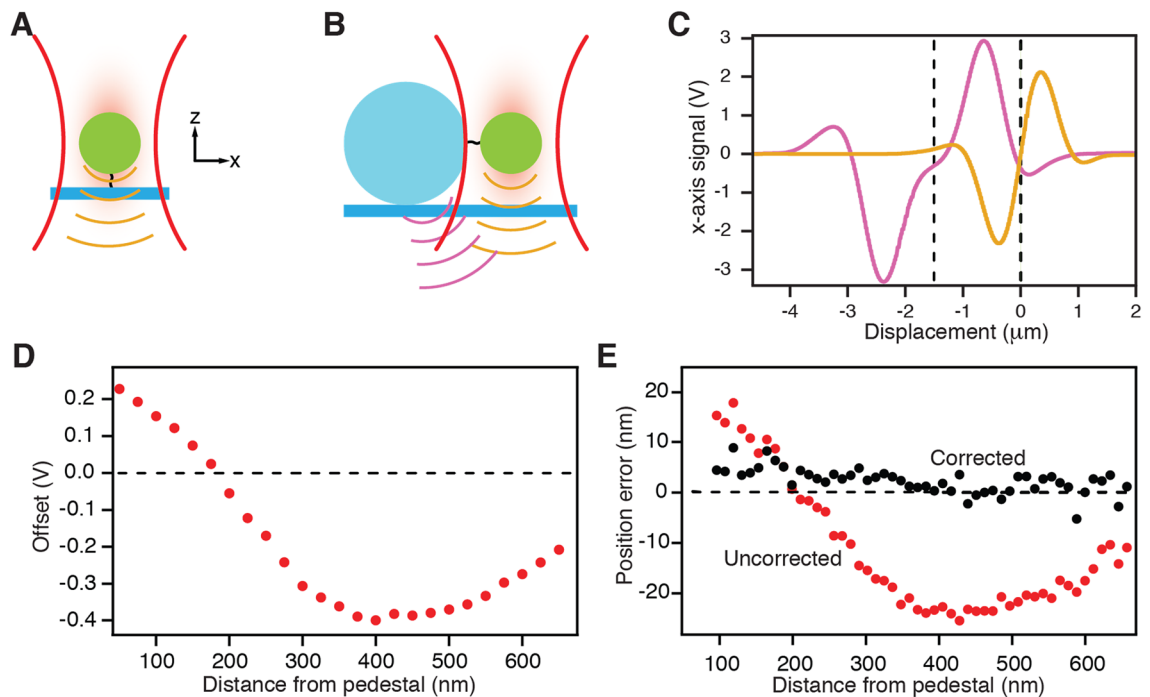 A
B
C
z
x
x-axis signal (V)
3
2
1
0
-1
-2
-3
-4 -3 -2 -1 0 1 2
Displacement (μm)
D
Offset (V)
0.2
0.1
0.0
-0.1
-0.2
-0.3
-0.4
100 200 300 400 500 600
Distance from pedestal (nm)
E
Position error (nm)
20
10
0
-10
-20
Corrected
Uncorrected
100 200 300 400 500 600
Distance from pedestal (nm)